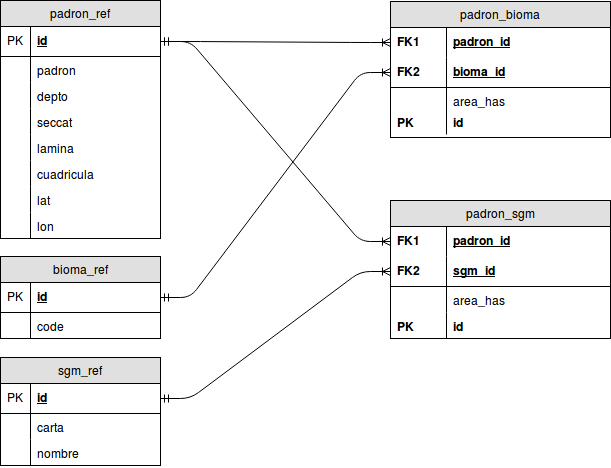 padron_ref
PK id
padron
depto
seccat
lamina
cuadricula
lat
lon
bioma_ref
PK id
code
sgm_ref
PK id
carta
nombre
padron_bioma
FK1 padron_id
FK2 bioma_id
area_has
PK id
padron_sgm
FK1 padron_id
FK2 sgm_id
area_has
PK id